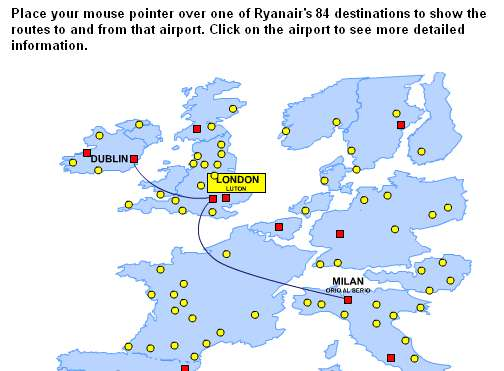 Place your mouse pointer over one of Ryanair's 84 destinations to show the
routes to and from that airport. Click on the airport to see more detailed
information.
DUBLIN
LONDON
LUTON
MILAN
ORIO AL SERIO